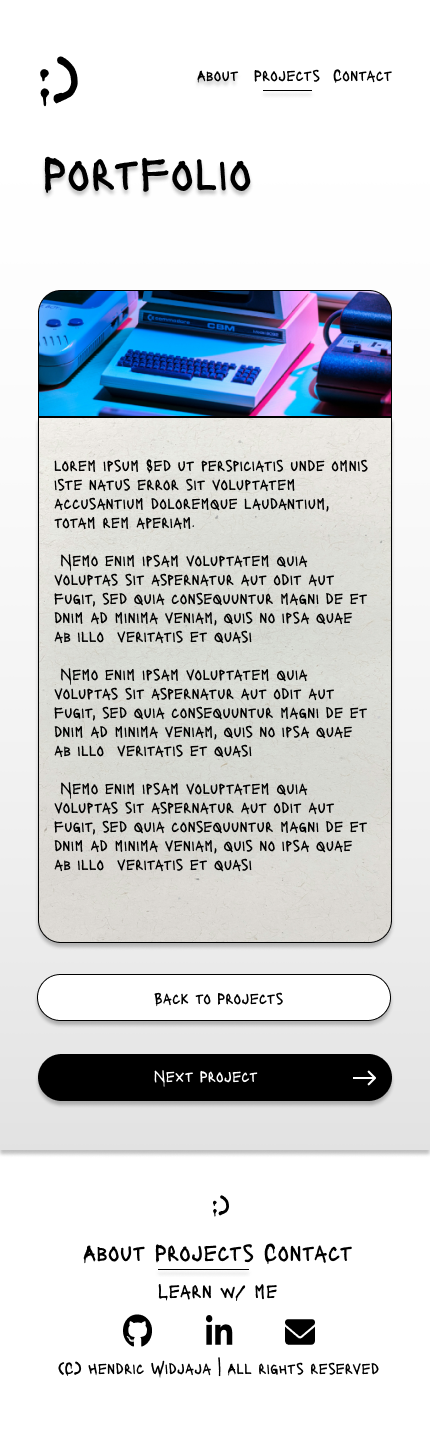 About Projects Contact
Portfolio
CBM
Lorem ipsum Sed ut perspiciatis unde omnis
iste natus error sit voluptatem
accusantium doloremque laudantium,
totam rem aperiam.
Nemo enim ipsam voluptatem quia
voluptas sit aspernatur aut odit aut
fugit, sed quia consequuntur magni de et
dnim ad minima veniam, quis no ipsa quae
ab illo veritatis et quasi
Nemo enim ipsam voluptatem quia
voluptas sit aspernatur aut odit aut
fugit, sed quia consequuntur magni de et
dnim ad minima veniam, quis no ipsa quae
ab illo veritatis et quasi
Nemo enim ipsam voluptatem quia
voluptas sit aspernatur aut odit aut
fugit, sed quia consequuntur magni de et
dnim ad minima veniam, quis no ipsa quae
ab illo veritatis et quasi
Back to projects
Next project
About Projects Contact
Learn w/ me
in
(C) Hendric Widjaja | all rights reserved